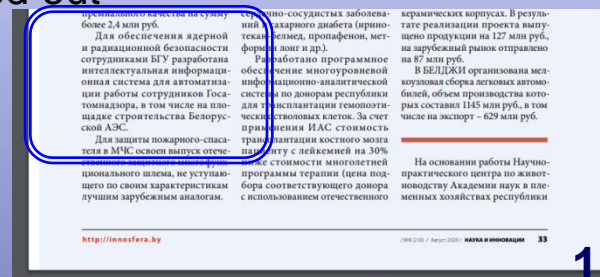 премиального качества на сумму
более 2,4 млн руб.
Для обеспечения ядерной
и радиационной безопасности
сотрудниками БГУ разработана
интеллектуальная информаци-
онная система для автоматиза-
ции работы сотрудников Госа-
томнадзора, в том числе на пло-
щадке строительства Белорус-
ской АЭС.
Для защиты пожарного-спаса-
теля в МЧС освоен выпуск отече-
ственного защитного многофунк-
ционального шлема, не уступаю-
щего по своим характеристикам
лучшим зарубежным аналогам.
сердечно-сосудистых заболева-
ний и сахарного диабета (ирино-
текан-белмед, пропафенон, мет-
формин лонг и др.).
Разработано программное
обеспечение многоуровневой
информационно-аналитической
системы по донорам республики
для трансплантации гемопоэти-
ческих стволовых клеток. За счет
применения ИАС стоимость
трансплантации костного мозга
пациенту с лейкемией на 30%
ниже стоимости многолетней
программы терапии (цена под-
бора соответствующего донора
с использованием отечественного
керамических корпусах. В резуль-
тате реализации проекта выпу-
щено продукции на 127 млн руб.,
на зарубежный рынок отправлено
на 87 млн руб.
В БЕЛДЖИ организована мел-
коузловая сборка легковых автомо-
билей, объем производства кото-
рых составил 1145 млн руб., в том
числе на экспорт – 629 млн руб.
На основании работы Научно-
практического центра по живот-
новодству Академии наук в пле-
менных хозяйствах республики
http://innosfera.by
/ №8 (210) / Август 2020 / НАУКА И ИННОВАЦИИ 33
1